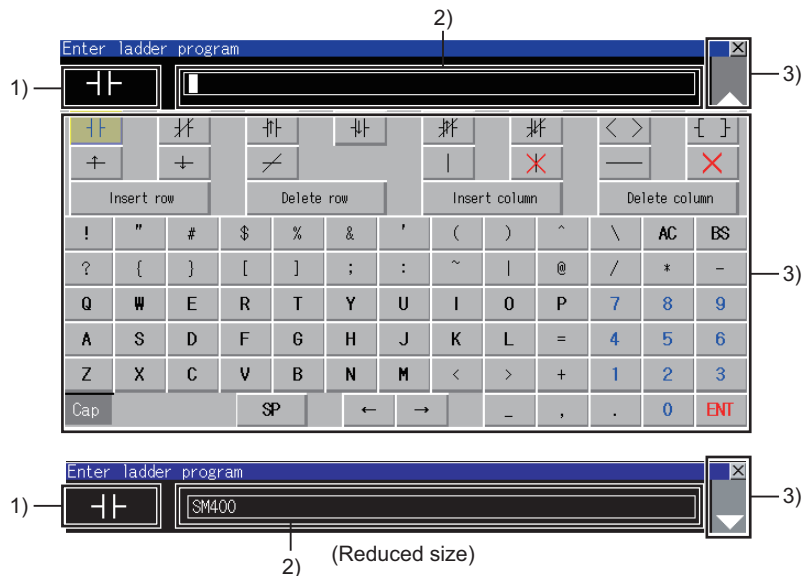 2)
Enter ladder program ×
1) 3)
< > { }
Insert row Delete row Insert column Delete column
! " # $ % & ' ( ) ^ \ AC BS
? { } [ ] ; : ~ | @ / * - 3)
Q W E R T Y U I O P 7 8 9
A S D F G H J K L = 4 5 6
Z X C V B N M < > + 1 2 3
Cap SP ← → _ , . 0 ENT
Enter ladder program ×
1) SM400 3)
2) (Reduced size)